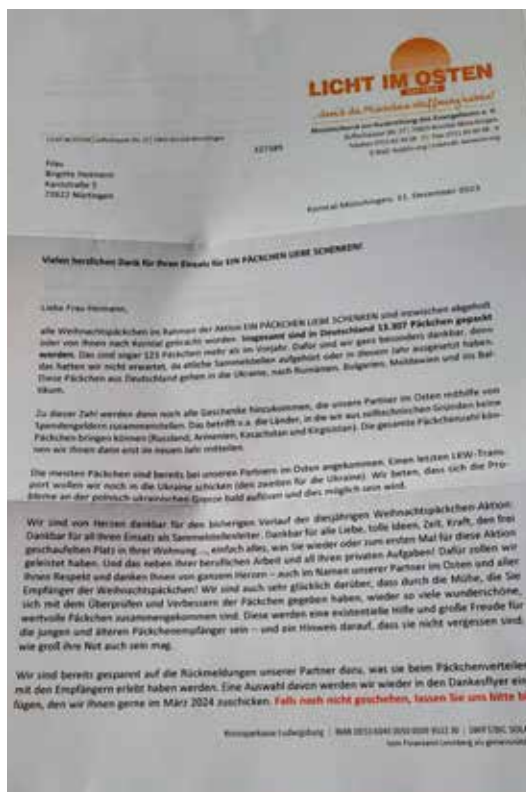 LICHT IM OSTEN
Missionsbund zur Ausbreitung des Evangeliums e. V.
Frau
Brigitte Heimann
72622 Nürtingen
Korntal-Münchingen, 11. Dezember 2023
Vielen herzlichen Dank für Ihren Einsatz für EIN PÄCKCHEN LIEBE SCHENKEN!
Liebe Frau Heimann,
alle Weihnachtspäckchen im Rahmen der Aktion EIN PÄCKCHEN LIEBE SCHENKEN sind inzwischen abgeholt
oder von Ihnen nach Korntal gebracht worden. Insgesamt sind in Deutschland 13.307 Päckchen gepackt
worden. Das sind sogar 123 Päckchen mehr als im Vorjahr. Dafür sind wir ganz besonders dankbar, denn
das hatten wir nicht erwartet, da etliche Sammelstellen aufgehört oder in diesem Jahr ausgesetzt haben.
Diese Päckchen aus Deutschland gehen in die Ukraine, nach Rumänien, Bulgarien, Moldawien und ins Bal-
tikum.
Zu dieser Zahl werden dann noch alle Geschenke hinzukommen, die unsere Partner im Osten mithilfe von
Spendengeldern zusammenstellen. Das betrifft v.a. die Länder, in die wir aus zolltechnischen Gründen keine
Päckchen bringen können (Russland, Armenien, Kasachstan und Kirgisistan). Die gesamte Päckchenzahl kön-
nen wir Ihnen dann erst im neuen Jahr mitteilen.
Die meisten Päckchen sind bereits bei unseren Partnern im Osten angekommen. Einen letzten LKW-Trans-
port wollen wir noch in die Ukraine schicken (den zweiten für die Ukraine). Wir beten, dass sich die Pro-
bleme an der polnisch-ukrainischen Grenze bald auflösen und dies möglich sein wird.
Wir sind von Herzen dankbar für den bisherigen Verlauf der diesjährigen Weihnachtspäckchen-Aktion:
Dankbar für all Ihren Einsatz als Sammelstellenleiter. Dankbar für alle Liebe, tolle Ideen, Zeit, Kraft, den frei
geschaufelten Platz in Ihrer Wohnung …, einfach alles, was Sie wieder oder zum ersten Mal für diese Aktion
geleistet haben. Und das neben Ihrer beruflichen Arbeit und all Ihren privaten Aufgaben! Dafür zollen wir
Ihnen Respekt und danken Ihnen von ganzem Herzen – auch im Namen unserer Partner im Osten und aller
Empfänger der Weihnachtspäckchen! Wir sind auch sehr glücklich darüber, dass durch die Mühe, die Sie
sich mit dem Überprüfen und Verbessern der Päckchen gegeben haben, wieder so viele wunderschöne,
wertvolle Päckchen zusammengekommen sind. Diese werden eine existentielle Hilfe und große Freude für
die jungen und älteren Päckchenempfänger sein – und ein Hinweis darauf, dass sie nicht vergessen sind,
wie groß ihre Not auch sein mag.
Wir sind bereits gespannt auf die Rückmeldungen unserer Partner dazu, was sie beim Päckchenverteilen
mit den Empfängern erlebt haben werden. Eine Auswahl davon werden wir wieder in den Dankesflyer ein
fügen, den wir Ihnen gerne im März 2024 zuschicken. Falls noch nicht geschehen, lassen Sie uns bitte bi
Kreissparkasse Ludwigsburg | IBAN
vom Finanzamt Leonberg als gemeinnütz